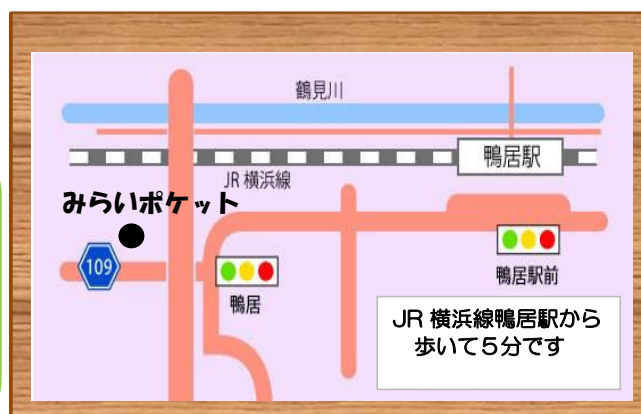 鶴見川
鴨居駅
JR 横浜線
みらいポケット
109
鴨居
鴨居駅前
JR 横浜線鴨居駅から
歩いて5分です